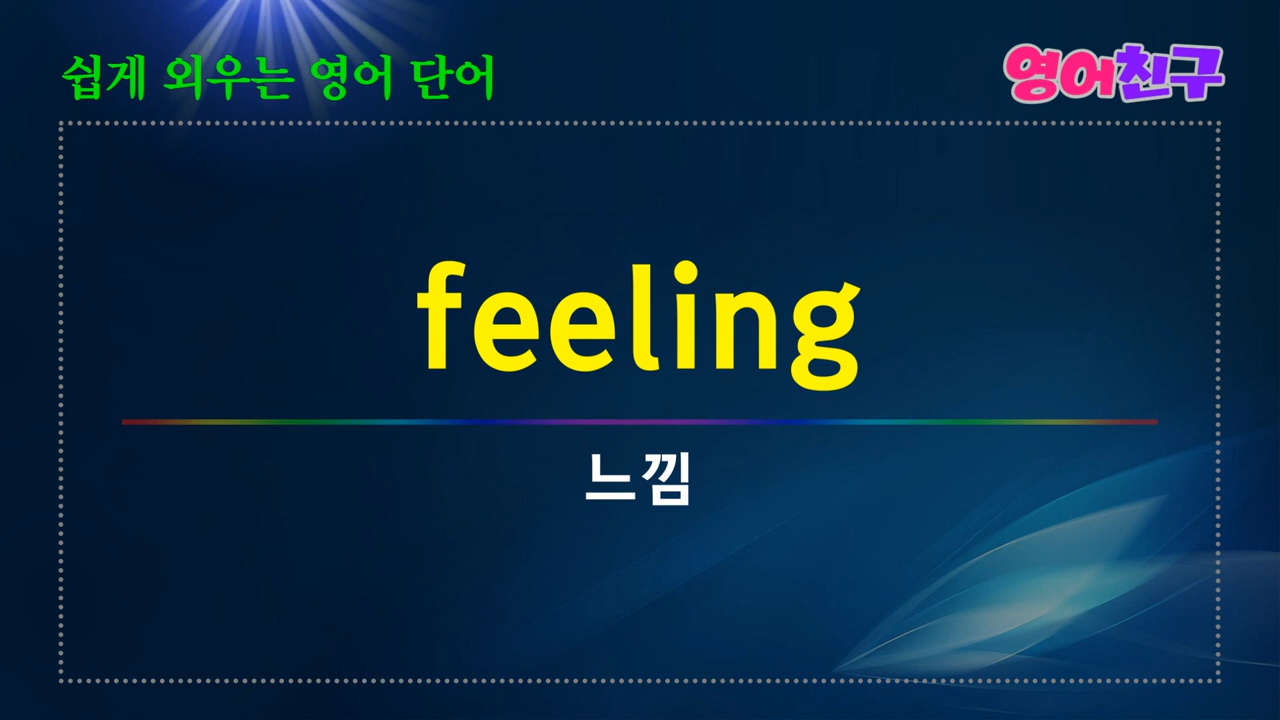 쉽게 외우는 영어 단어
영어친구
feeling
느낌